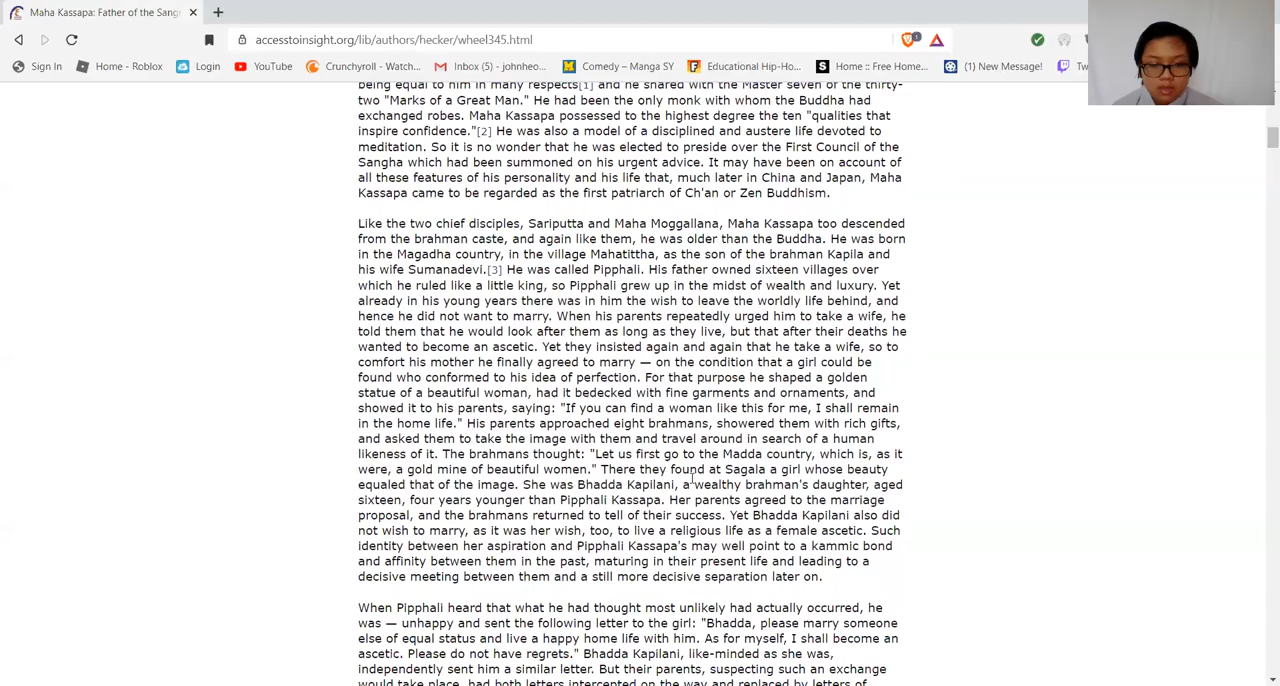 Maha Kassapa: Father of the Sang
accesstoinsight.org/lib/authors/hecker/wheel345.html
1
Sign In Home - Roblox Login YouTube Crunchyroll - Watch... Inbox (5) - johnheo... Comedy – Manga SY Educational Hip-Ho... Home :: Free Home... (1) New Message! Tw
being equal to him in many respects[1] and he shared with the Master seven of the thirty-
two "Marks of a Great Man." He had been the only monk with whom the Buddha had
exchanged robes. Maha Kassapa possessed to the highest degree the ten "qualities that
inspire confidence."[2] He was also a model of a disciplined and austere life devoted to
meditation. So it is no wonder that he was elected to preside over the First Council of the
Sangha which had been summoned on his urgent advice. It may have been on account of
all these features of his personality and his life that, much later in China and Japan, Maha
Kassapa came to be regarded as the first patriarch of Ch'an or Zen Buddhism.
Like the two chief disciples, Sariputta and Maha Moggallana, Maha Kassapa too descended
from the brahman caste, and again like them, he was older than the Buddha. He was born
in the Magadha country, in the village Mahatittha, as the son of the brahman Kapila and
his wife Sumanadevi.[3] He was called Pipphali. His father owned sixteen villages over
which he ruled like a little king, so Pipphali grew up in the midst of wealth and luxury. Yet
already in his young years there was in him the wish to leave the worldly life behind, and
hence he did not want to marry. When his parents repeatedly urged him to take a wife, he
told them that he would look after them as long as they live, but that after their deaths he
wanted to become an ascetic. Yet they insisted again and again that he take a wife, so to
comfort his mother he finally agreed to marry — on the condition that a girl could be
found who conformed to his idea of perfection. For that purpose he shaped a golden
statue of a beautiful woman, had it bedecked with fine garments and ornaments, and
showed it to his parents, saying: "If you can find a woman like this for me, I shall remain
in the home life." His parents approached eight brahmans, showered them with rich gifts,
and asked them to take the image with them and travel around in search of a human
likeness of it. The brahmans thought: "Let us first go to the Madda country, which is, as it
were, a gold mine of beautiful women." There they found at Sagala a girl whose beauty
equaled that of the image. She was Bhadda Kapilani, a wealthy brahman's daughter, aged
sixteen, four years younger than Pipphali Kassapa. Her parents agreed to the marriage
proposal, and the brahmans returned to tell of their success. Yet Bhadda Kapilani also did
not wish to marry, as it was her wish, too, to live a religious life as a female ascetic. Such
identity between her aspiration and Pipphali Kassapa's may well point to a kammic bond
and affinity between them in the past, maturing in their present life and leading to a
decisive meeting between them and a still more decisive separation later on.
When Pipphali heard that what he had thought most unlikely had actually occurred, he
was — unhappy and sent the following letter to the girl: "Bhadda, please marry someone
else of equal status and live a happy home life with him. As for myself, I shall become an
ascetic. Please do not have regrets." Bhadda Kapilani, like-minded as she was,
independently sent him a similar letter. But their parents, suspecting such an exchange
would take place, had both letters intercepted on the way and replaced by letters of